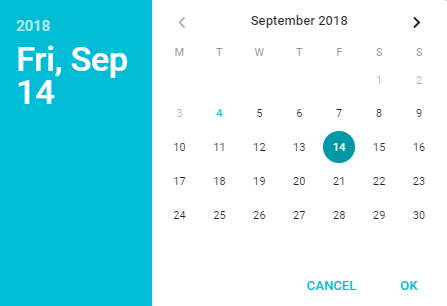 2018
Fri, Sep
14
September 2018
M T W T F S S
1 2
3 4 5 6 7 8 9
10 11 12 13 14 15 16
17 18 19 20 21 22 23
24 25 26 27 28 29 30
CANCEL OK